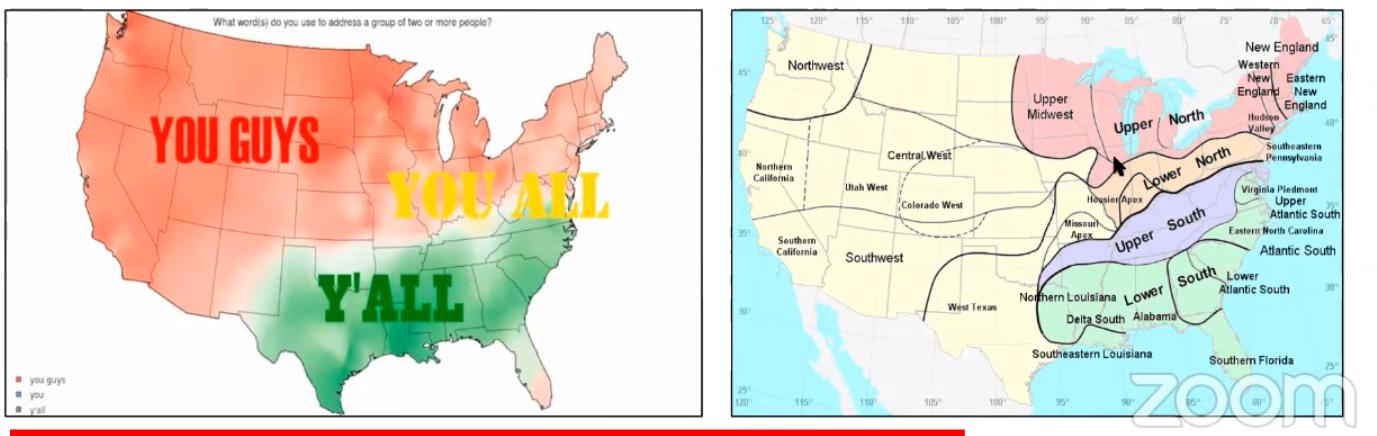 What word(s) do you use to address a group of two or more people?
YOU GUYS
YOU ALL
Y'ALL
you guys
you
y'all
125° 120° 115° 110° 105° 100° 95° 90° 85° 80° 75° 70° 65°
45°
45°
40°
40°
35°
35°
30°
30°
25°
25°
120° 115° 110° 105° 100° 95° 90° 85° 80° 75°
Northwest
Upper
Midwest
Upper North
New England
Western
New
England
Eastern
New
England
Hudson
Valley
Southeastern
Pennsylvania
Central West
Northern
California
Utah West
Colorado West
Lower North
Hoosier Apex
Missouri
Apex
Virginia Piedmont
Upper
Atlantic South
Eastern North Carolina
Upper South
Southern
California
Southwest
Atlantic South
West Texas
Northern Louisiana
Lower South
Lower
Atlantic South
Delta South
Alabama
Southeastern Louisiana
Southern Florida
zoom